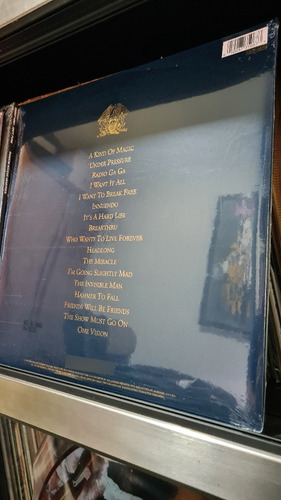 A Kind Of Magic
Under Pressure
Radio Ga Ga
I Want It All
I Want To Break Free
Innuendo
It's A Hard Life
Breakthru
Who Wants To Live Forever
Headlong
The Miracle
I'm Going Slightly Mad
The Invisible Man
Hammer To Fall
Friends Will Be Friends
The Show Must Go On
One Vision